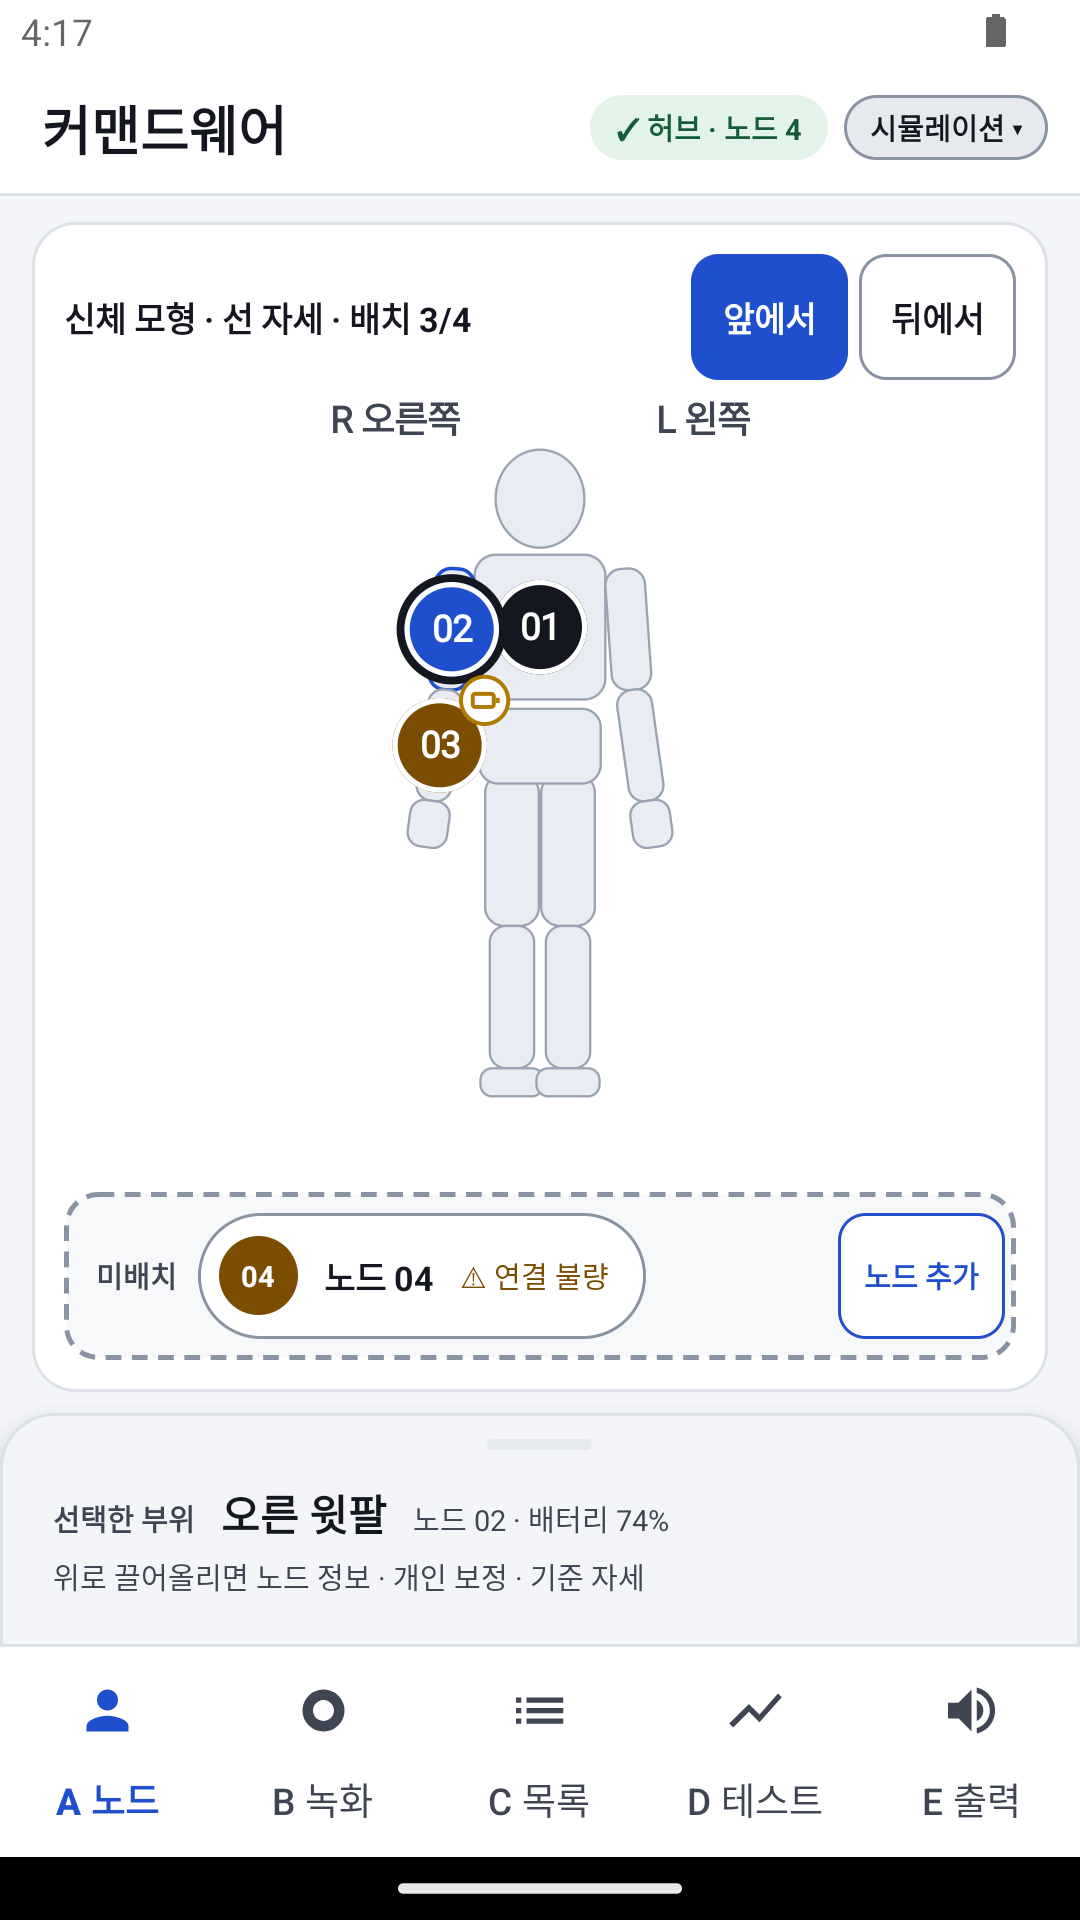 4:17
커맨드웨어
✓ 허브 · 노드 4
시뮬레이션 ▾
신체 모형 · 선 자세 · 배치 3/4
앞에서
뒤에서
R 오른쪽
L 왼쪽
02
01
03
미배치
04
노드 04
⚠ 연결 불량
노드 추가
선택한 부위 오른 윗팔 노드 02 · 배터리 74%
위로 끌어올리면 노드 정보 · 개인 보정 · 기준 자세
A 노드
B 녹화
C 목록
D 테스트
E 출력